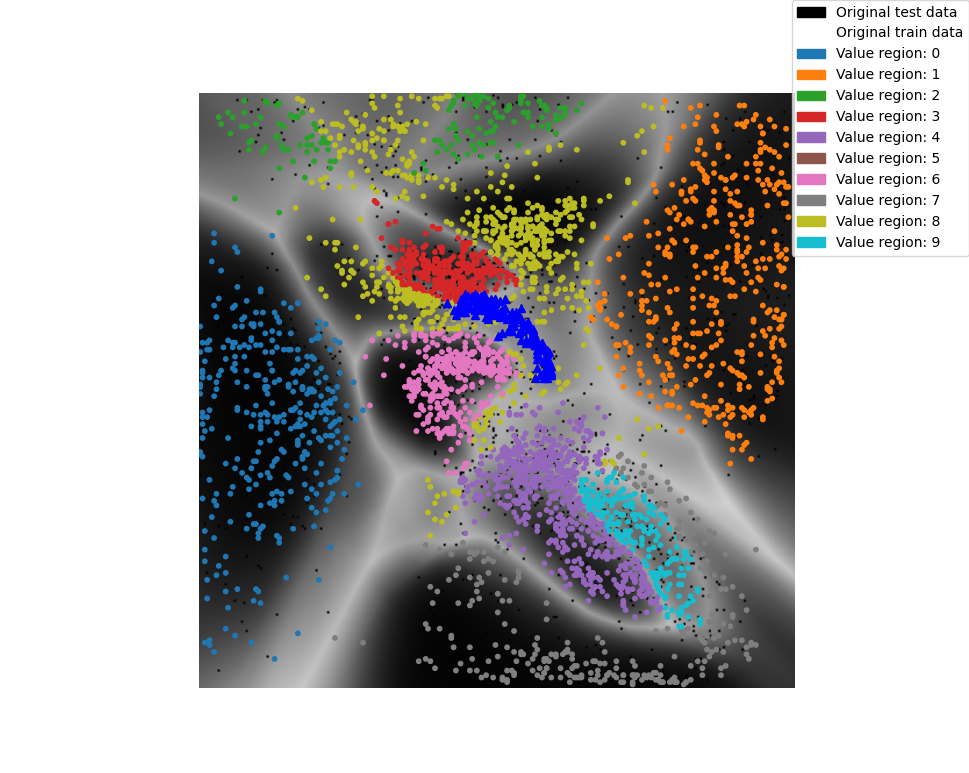 Original test data
Original train data
Value region: 0
Value region: 1
Value region: 2
Value region: 3
Value region: 4
Value region: 5
Value region: 6
Value region: 7
Value region: 8
Value region: 9